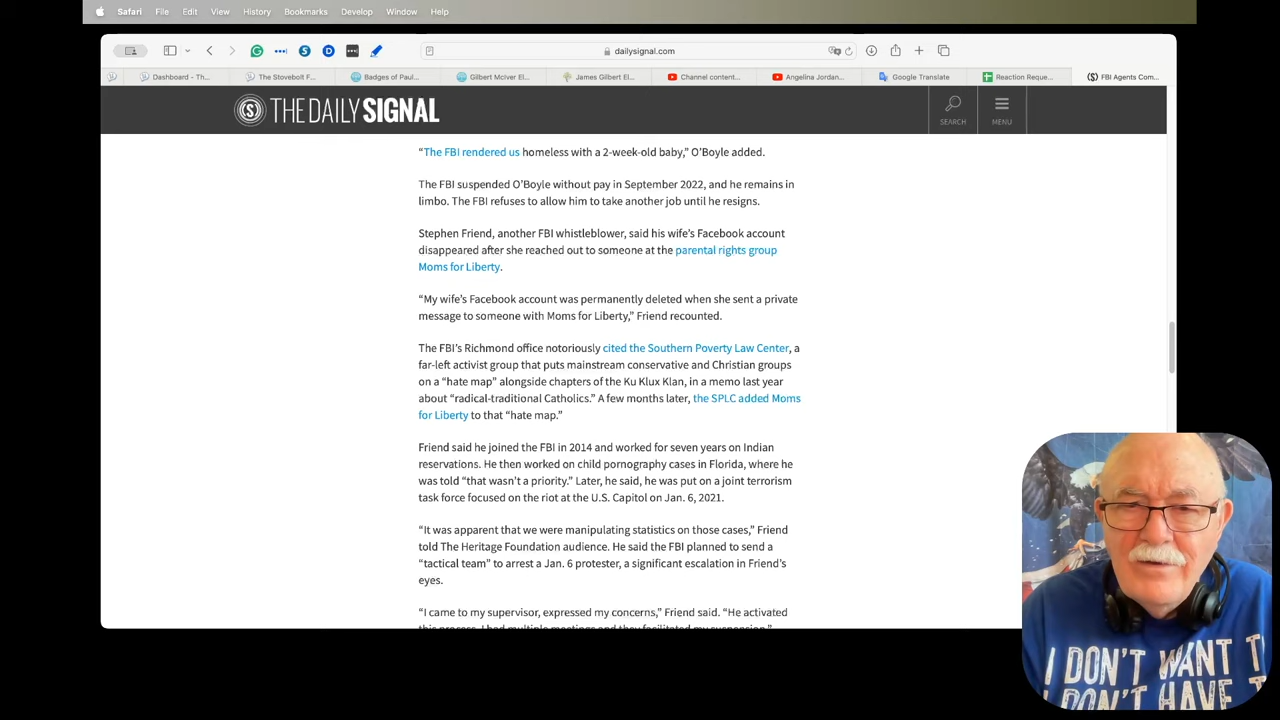 Safari File Edit View History Bookmarks Develop Window Help
dailysignal.com
Dashboard - Th... The Stovebolt F... Badges of Paul... Gilbert McIver El... James Gilbert El... Channel content... Angelina Jordan... Google Translate Reaction Reque... FBI Agents Com...
THE DAILY SIGNAL
SEARCH MENU
“The FBI rendered us homeless with a 2-week-old baby,” O’Boyle added.
The FBI suspended O’Boyle without pay in September 2022, and he remains in
limbo. The FBI refuses to allow him to take another job until he resigns.
Stephen Friend, another FBI whistleblower, said his wife’s Facebook account
disappeared after she reached out to someone at the parental rights group
Moms for Liberty.
“My wife’s Facebook account was permanently deleted when she sent a private
message to someone with Moms for Liberty,” Friend recounted.
The FBI’s Richmond office notoriously cited the Southern Poverty Law Center, a
far-left activist group that puts mainstream conservative and Christian groups
on a “hate map” alongside chapters of the Ku Klux Klan, in a memo last year
about “radical-traditional Catholics.” A few months later, the SPLC added Moms
for Liberty to that “hate map.”
Friend said he joined the FBI in 2014 and worked for seven years on Indian
reservations. He then worked on child pornography cases in Florida, where he
was told “that wasn’t a priority.” Later, he said, he was put on a joint terrorism
task force focused on the riot at the U.S. Capitol on Jan. 6, 2021.
“It was apparent that we were manipulating statistics on those cases,” Friend
told The Heritage Foundation audience. He said the FBI planned to send a
“tactical team” to arrest a Jan. 6 protester, a significant escalation in Friend’s
eyes.
“I came to my supervisor, expressed my concerns,” Friend said. “He activated
this process. I had multiple meetings and they facilitated my suspension.”
I DON'T WANT T
I DON'T HAVE T